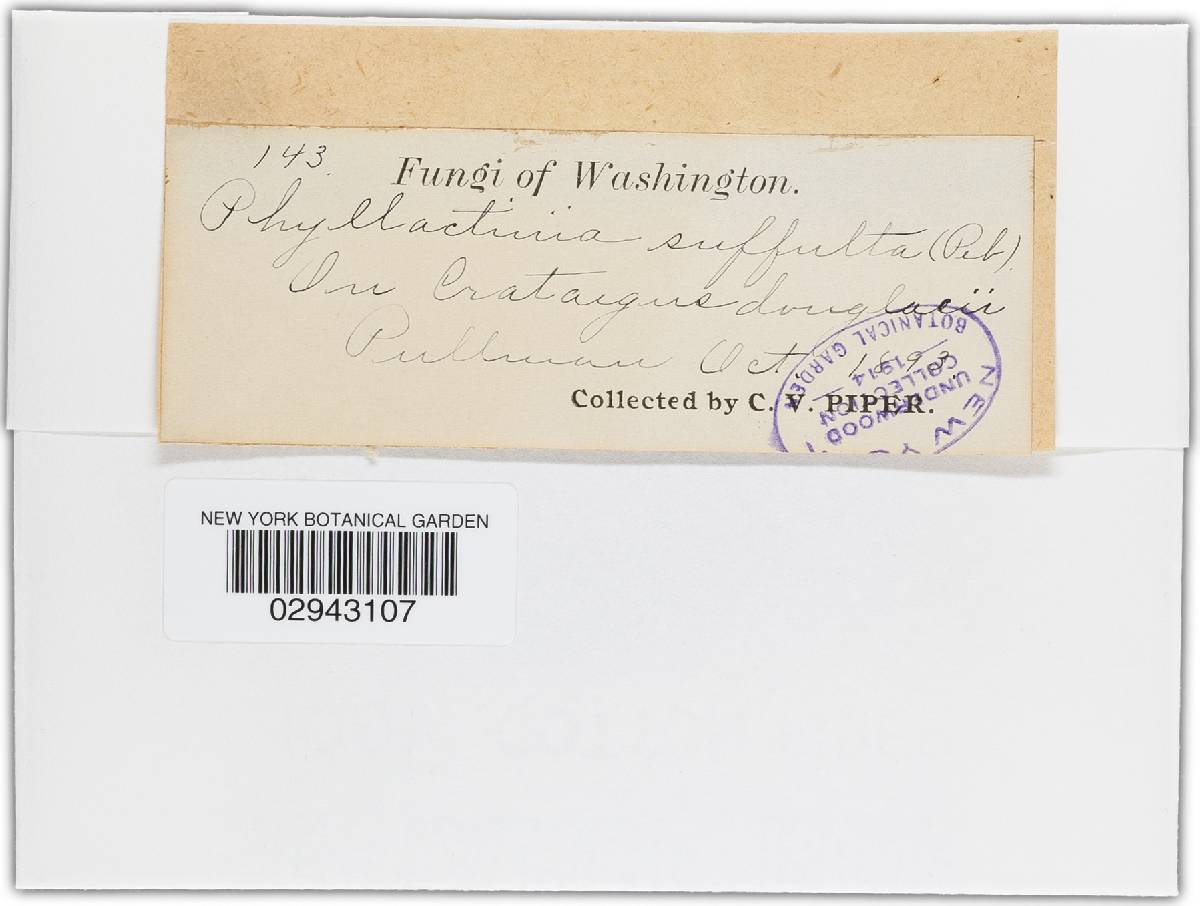 143.
Fungi of Washington.
Phyllactinia suffulta (Reb).
On Crataegus douglasii
Pullman Oct. 1893.
Collected by C. V. PIPER.
NEW YORK
BOTANICAL GARDEN
1914
UNDERWOOD
COLLECTION
NEW YORK BOTANICAL GARDEN
02943107